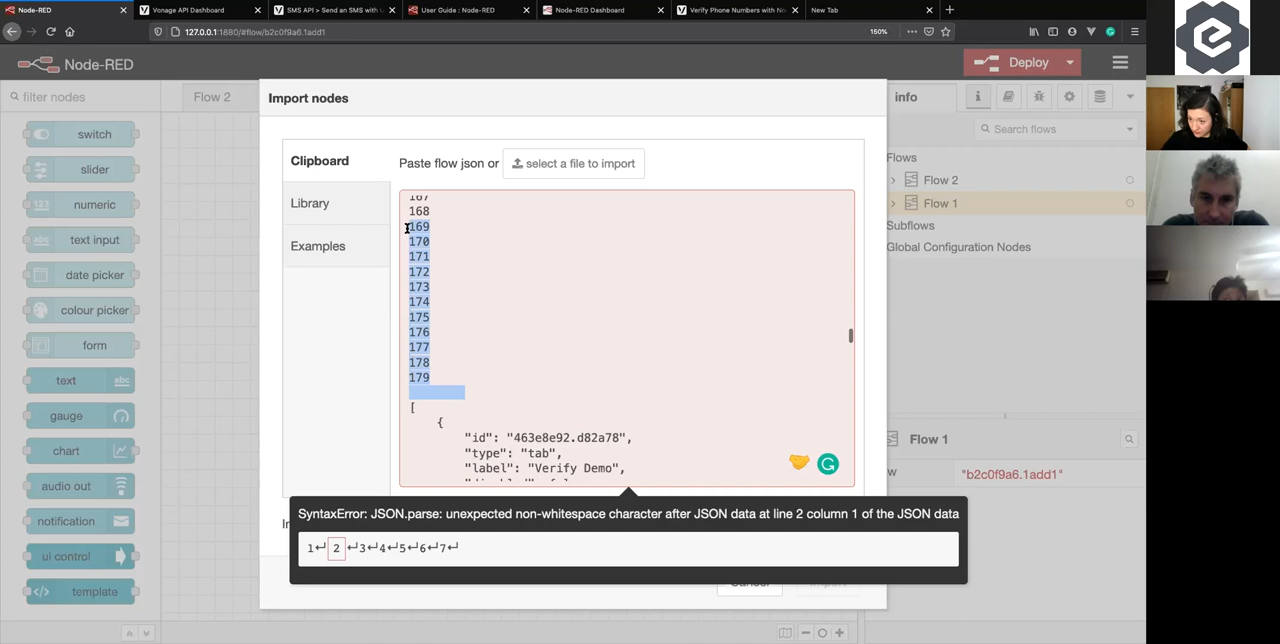 Node-RED
Vonage API Dashboard
SMS API > Send an SMS with
User Guide : Node-RED
Node-RED Dashboard
Verify Phone Numbers with No
New Tab
127.0.0.1:1880/#flow/b2c0f9a6.1add1
150%
Node-RED
Deploy
filter nodes
Flow 2
Import nodes
info
Search flows
switch
slider
numeric
text input
date picker
colour picker
form
text
gauge
chart
audio out
notification
ui control
template
Clipboard
Library
Examples
Paste flow json or
select a file to import
167
168
169
170
171
172
173
174
175
176
177
178
179
[
{
"id": "463e8e92.d82a78",
"type": "tab",
"label": "Verify Demo",
SyntaxError: JSON.parse: unexpected non-whitespace character after JSON data at line 2 column 1 of the JSON data
1↵2↵3↵4↵5↵6↵7↵
Cancel
Import
Flows
Flow 2
Flow 1
Subflows
Global Configuration Nodes
Flow 1
"b2c0f9a6.1add1"